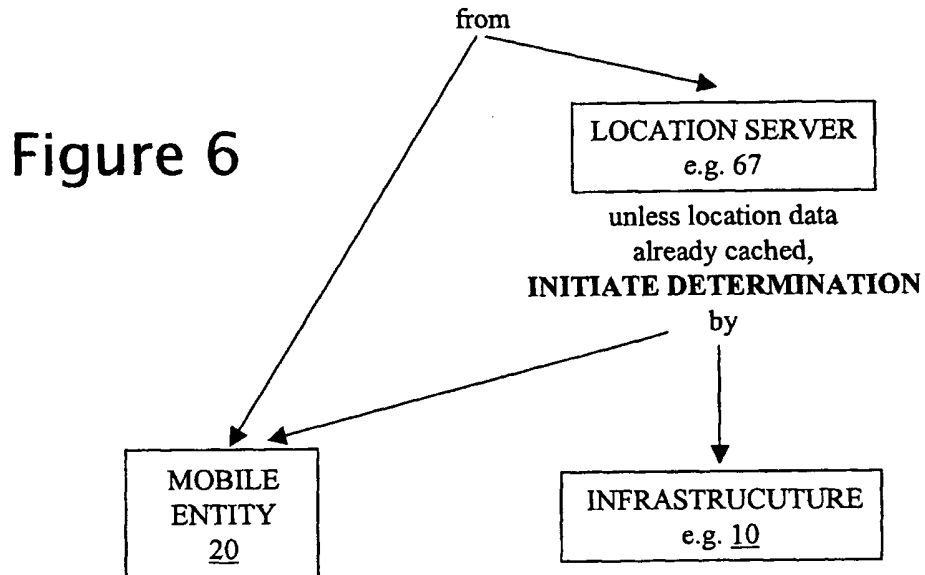 from
Figure 6
LOCATION SERVER
e.g. 67
unless location data
already cached,
INITIATE DETERMINATION
by
MOBILE
ENTITY
20
INFRASTRUCUTURE
e.g. 10